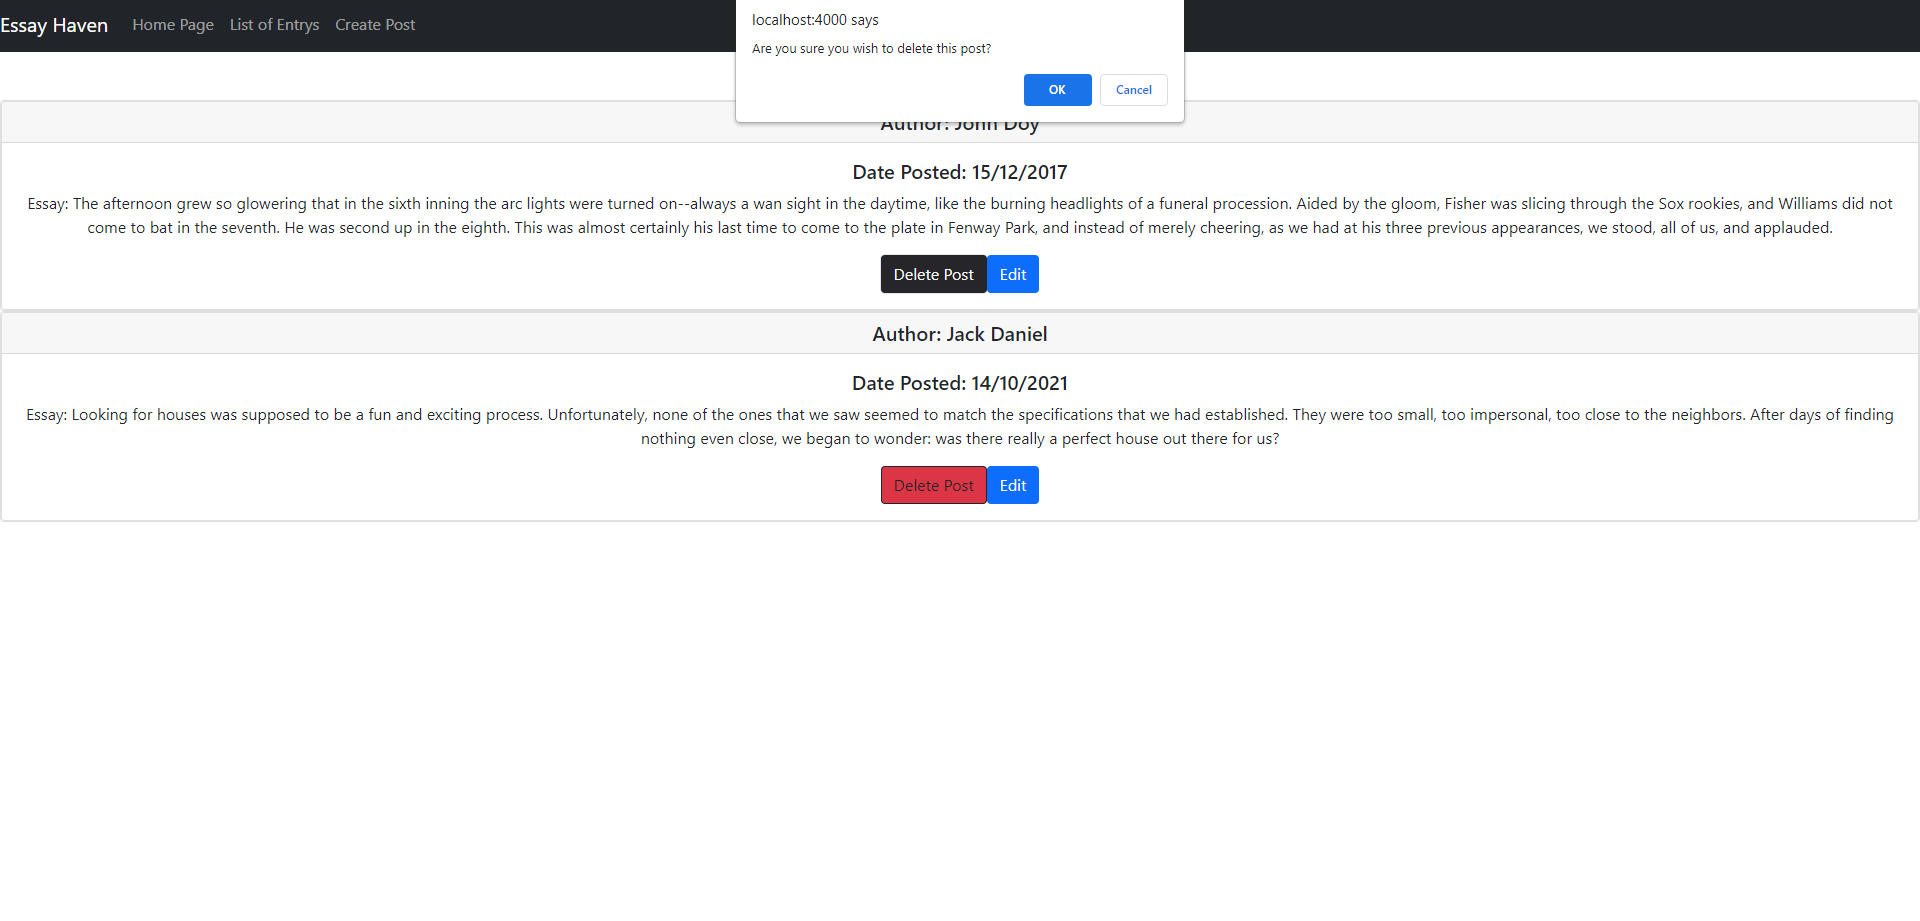 Essay Haven Home Page List of Entrys Create Post
localhost:4000 says
Are you sure you wish to delete this post?
OK Cancel
Author: John Doy
Date Posted: 15/12/2017
Essay: The afternoon grew so glowering that in the sixth inning the arc lights were turned on--always a wan sight in the daytime, like the burning headlights of a funeral procession. Aided by the gloom, Fisher was slicing through the Sox rookies, and Williams did not
come to bat in the seventh. He was second up in the eighth. This was almost certainly his last time to come to the plate in Fenway Park, and instead of merely cheering, as we had at his three previous appearances, we stood, all of us, and applauded.
Delete Post Edit
Author: Jack Daniel
Date Posted: 14/10/2021
Essay: Looking for houses was supposed to be a fun and exciting process. Unfortunately, none of the ones that we saw seemed to match the specifications that we had established. They were too small, too impersonal, too close to the neighbors. After days of finding
nothing even close, we began to wonder: was there really a perfect house out there for us?
Delete Post Edit